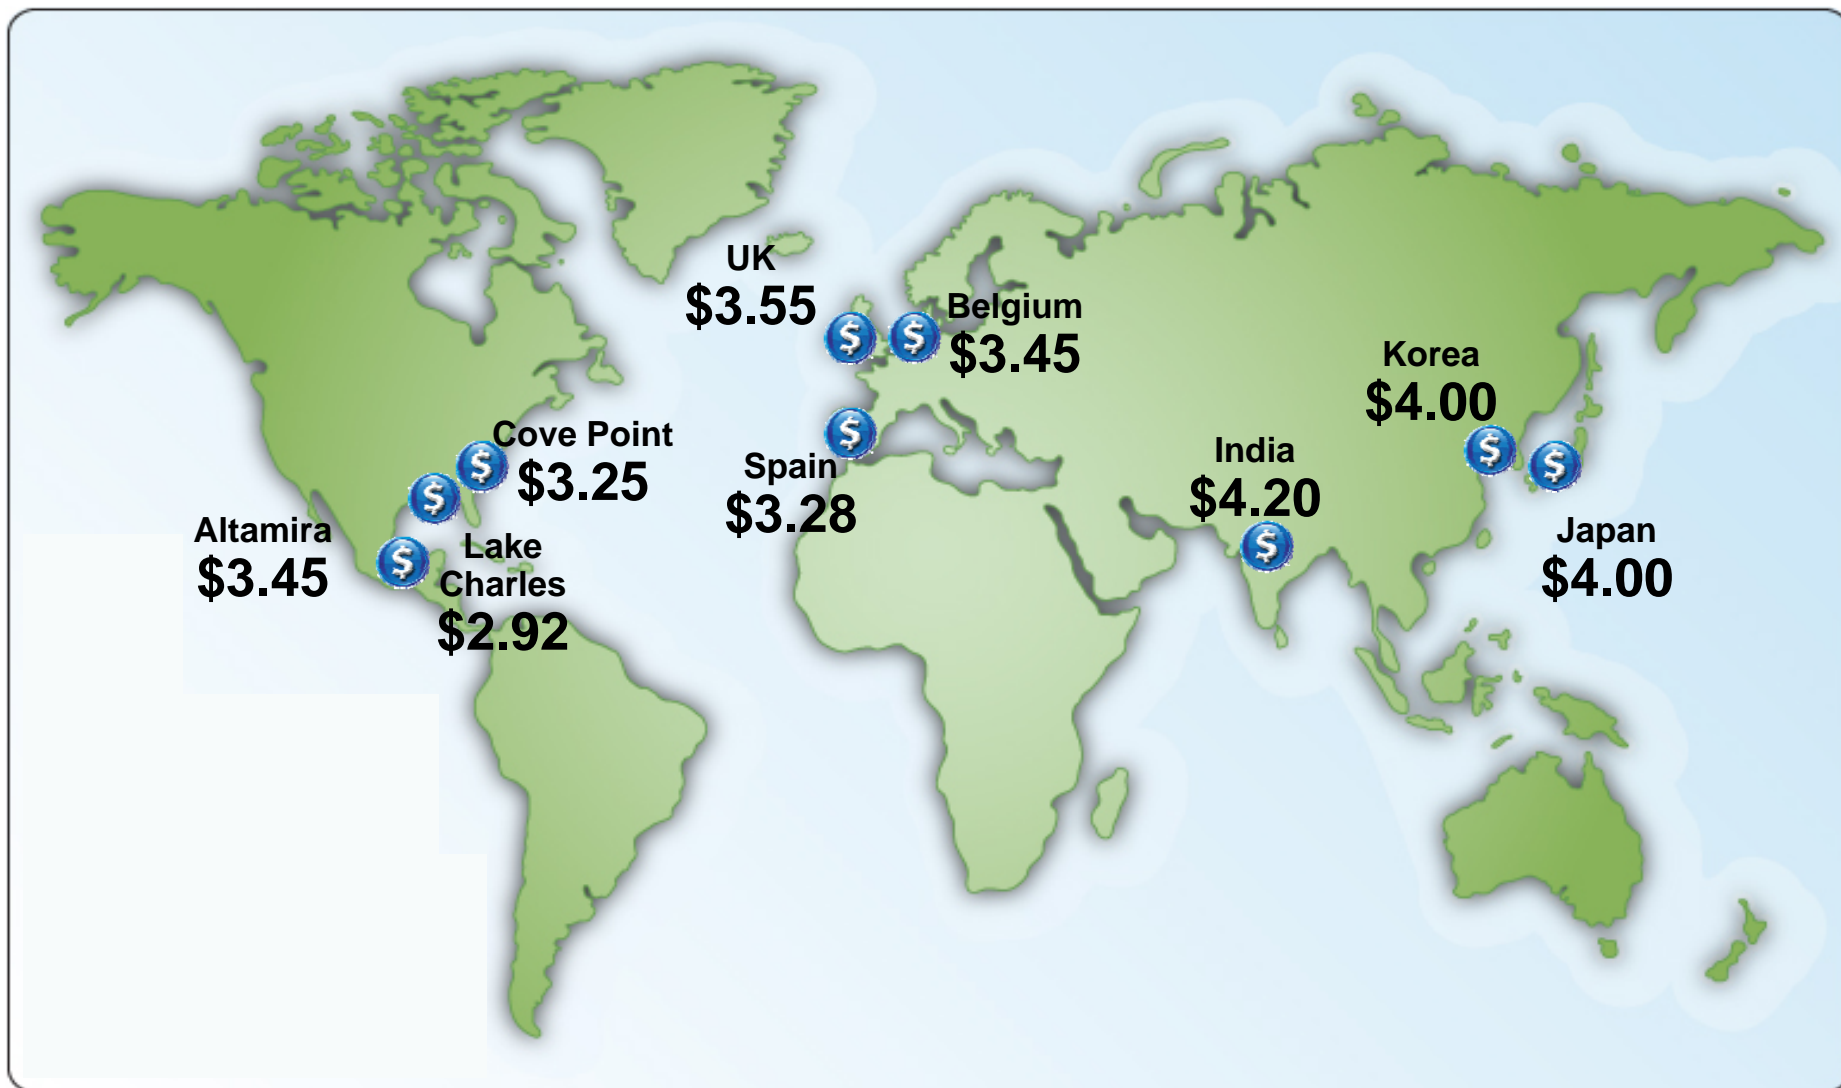 UK
$3.55
Belgium
$3.45
Korea
$4.00
Cove Point
$3.25
Spain
$3.28
India
$4.20
Altamira
$3.45
Lake
Charles
$2.92
Japan
$4.00